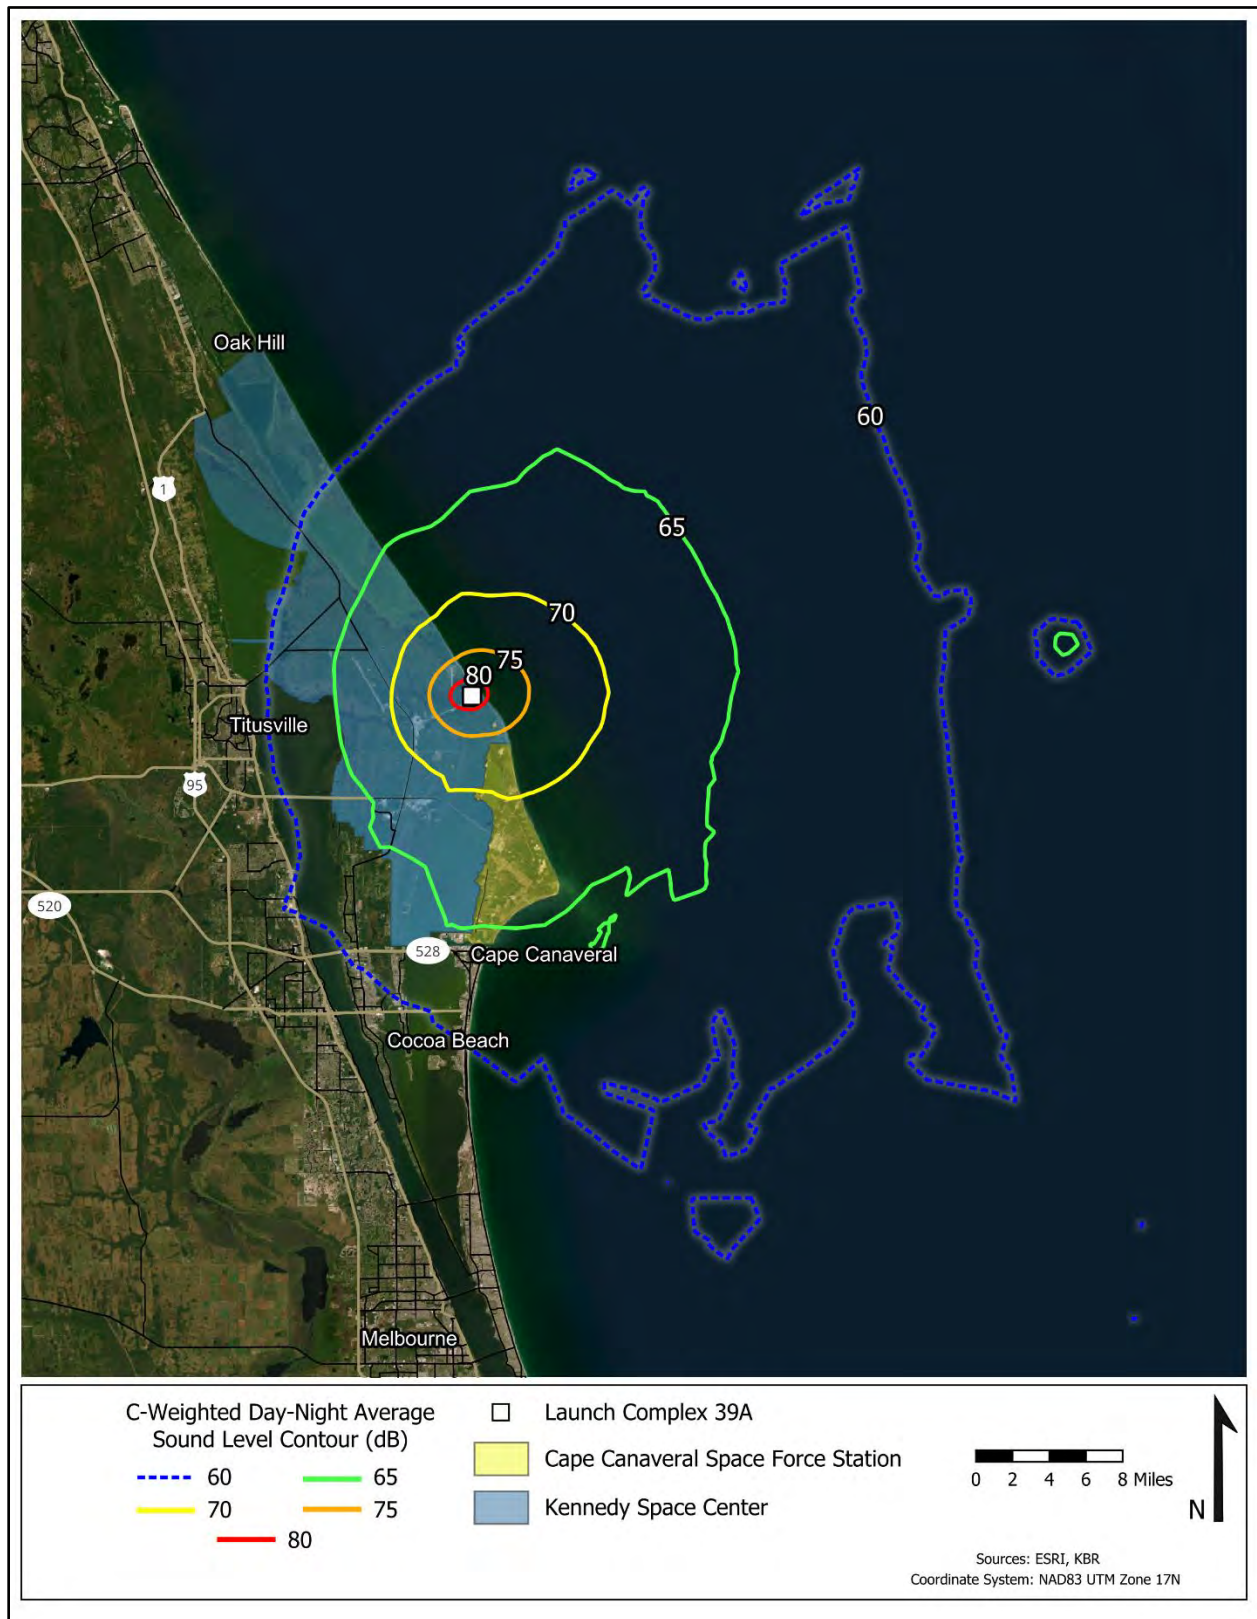 Oak Hill
60
1
65
70
75
80
Titusville
95
520
528
Cape Canaveral
Cocoa Beach
Melbourne
C-Weighted Day-Night Average
Sound Level Contour (dB)
60
65
70
75
80
Launch Complex 39A
Cape Canaveral Space Force Station
Kennedy Space Center
0 2 4 6 8 Miles
N
Sources: ESRI, KBR
Coordinate System: NAD83 UTM Zone 17N